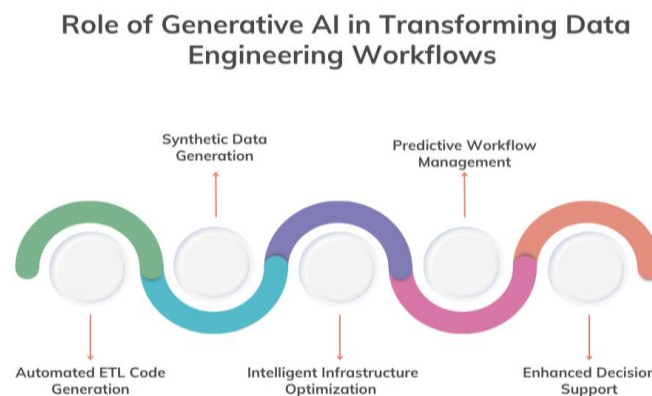 Role of Generative AI in Transforming Data
Engineering Workflows
Synthetic Data
Generation
Predictive Workflow
Management
Automated ETL Code
Generation
Intelligent Infrastructure
Optimization
Enhanced Decision
Support